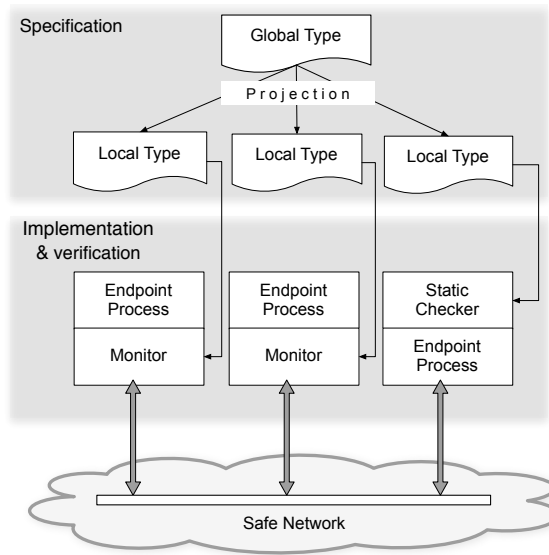 Specification
Global Type
Projection
Local Type
Local Type
Local Type
Implementation
& verification
Endpoint
Process
Monitor
Endpoint
Process
Monitor
Static
Checker
Endpoint
Process
Safe Network